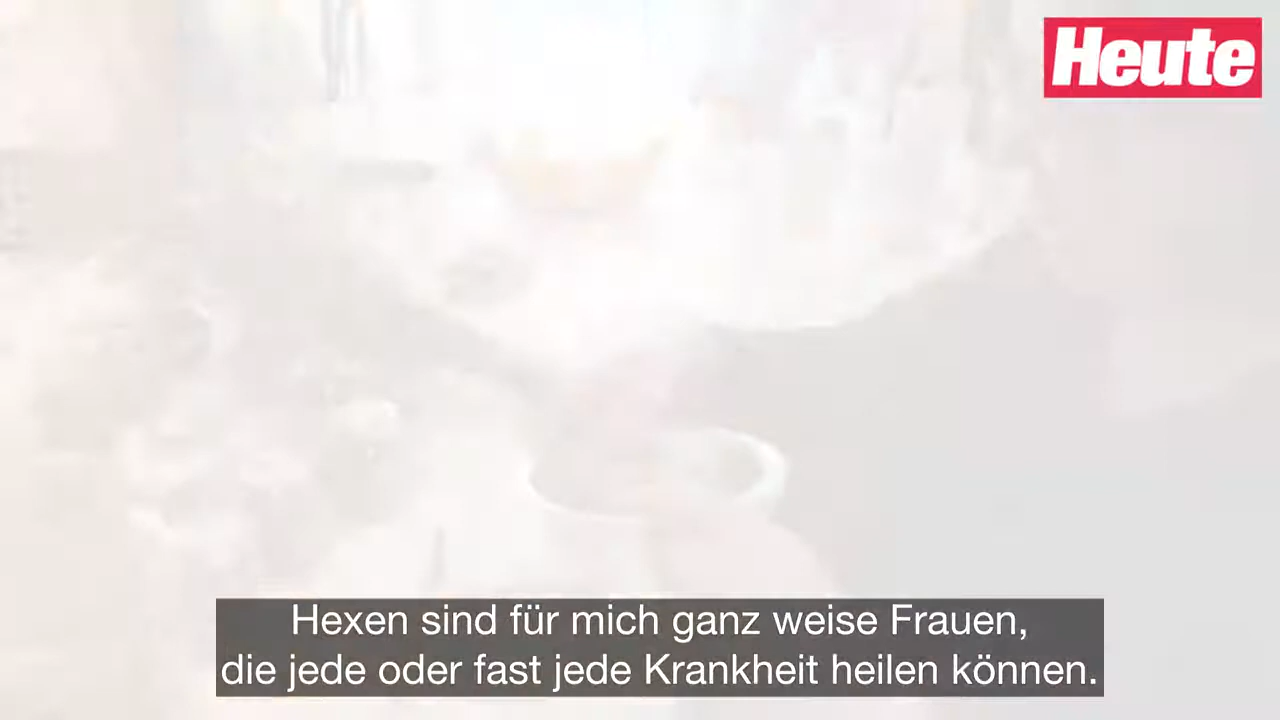 Heute
Hexen sind für mich ganz weise Frauen,
die jede oder fast jede Krankheit heilen können.